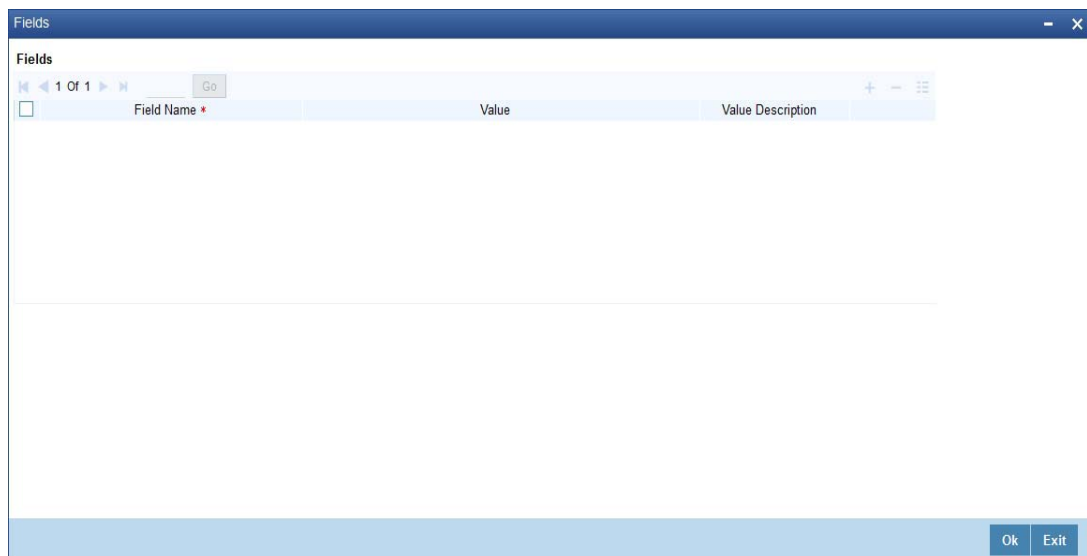 Fields
Fields
1 Of 1 Go
Field Name * Value Value Description
Ok Exit